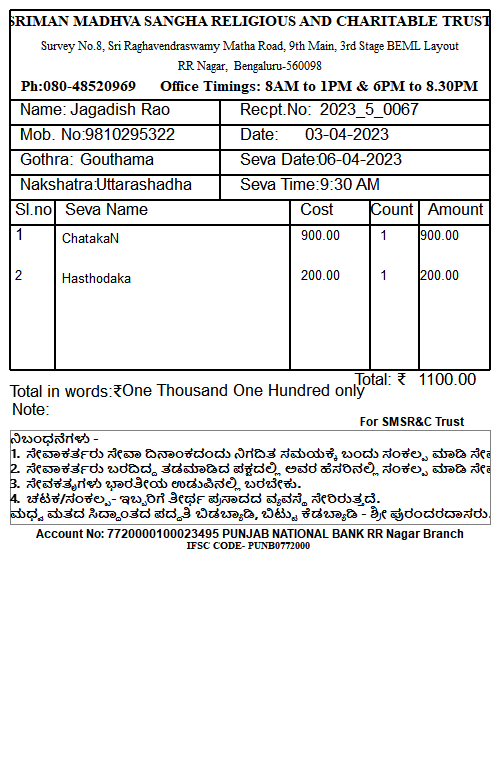 SRIMAN MADHVA SANGHA RELIGIOUS AND CHARITABLE TRUST
Survey No.8, Sri Raghavendraswamy Matha Road, 9th Main, 3rd Stage BEML Layout
RR Nagar, Bengaluru-560098
Ph:080-48520969 Office Timings: 8AM to 1PM & 6PM to 8.30PM
Name: Jagadish Rao Recpt.No: 2023_5_0067
Mob. No:9810295322 Date: 03-04-2023
Gothra: Gouthama Seva Date:06-04-2023
Nakshatra:Uttarashadha Seva Time:9:30 AM
Sl.no Seva Name Cost Count Amount
1 ChatakaN 900.00 1 900.00
2 Hasthodaka 200.00 1 200.00
Total: ₹ 1100.00
Total in words:₹One Thousand One Hundred only
Note:
For SMSR&C Trust
ನಿಬಂಧನೆಗಳು -
1. ಸೇವಾಕರ್ತರು ಸೇವಾ ದಿನಾಂಕದಂದು ನಿಗದಿತ ಸಮಯಕ್ಕೆ ಬಂದು ಸಂಕಲ್ಪ ಮಾಡಿ
2. ಸೇವಾಕರ್ತರು ಬರದಿದ್ದ ತಡಮಾಡಿದ ಪಕ್ಷದಲ್ಲಿ ಅವರ ಹೆಸರಿನಲ್ಲಿ ಸಂಕಲ್ಪ ಮಾಡಿ
3. ಸೇವಕತೃಗಳು ಭಾರತೀಯ ಉಡುಪಿನಲ್ಲಿ ಬರಬೇಕು.
4. ಚಟಕ/ಸಂಕಲ್ಪ- ಇಬ್ಬರಿಗೆ ತೀರ್ಥ ಪ್ರಸಾದದ ವ್ಯವಸ್ಥೆ ಸೇರಿರುತ್ತದೆ.
ಮಧ್ವ ಮತದ ಸಿದ್ಧಾಂತದ ಪದ್ಧತಿ ಬಿಡಬ್ಯಾಡಿ, ಬಿಟ್ಟು ಕೆಡಬ್ಯಾಡಿ - ಶ್ರೀ ಪುರಂದರದಾಸರು.
Account No: 7720000100023495 PUNJAB NATIONAL BANK RR Nagar Branch
IFSC CODE- PUNB0772000